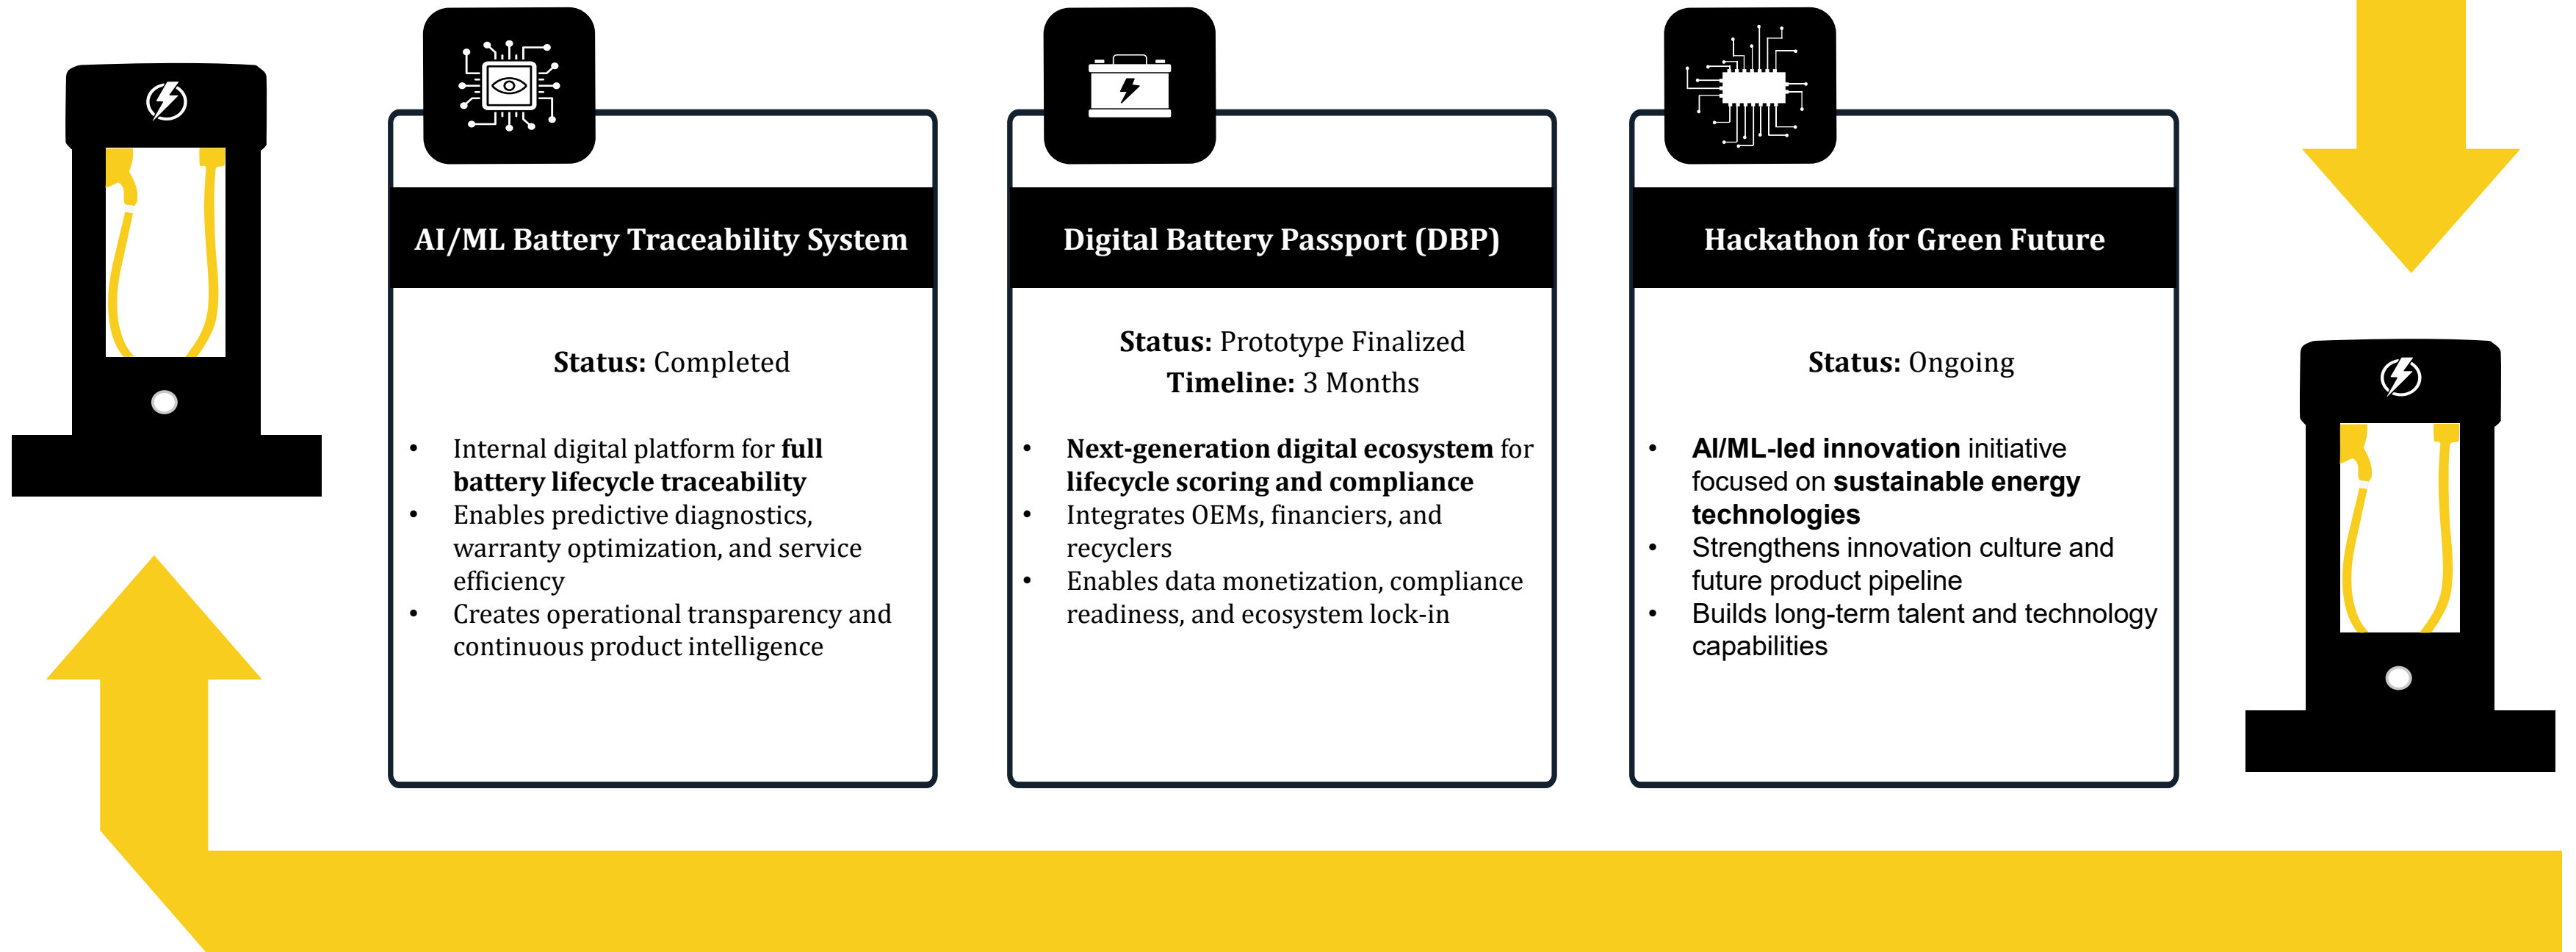 AI/ML Battery Traceability System
Status: Completed
• Internal digital platform for full
battery lifecycle traceability
• Enables predictive diagnostics,
warranty optimization, and service
efficiency
• Creates operational transparency and
continuous product intelligence
Digital Battery Passport (DBP)
Status: Prototype Finalized
Timeline: 3 Months
• Next-generation digital ecosystem for
lifecycle scoring and compliance
• Integrates OEMs, financiers, and
recyclers
• Enables data monetization, compliance
readiness, and ecosystem lock-in
Hackathon for Green Future
Status: Ongoing
• AI/ML-led innovation initiative
focused on sustainable energy
technologies
• Strengthens innovation culture and
future product pipeline
• Builds long-term talent and technology
capabilities